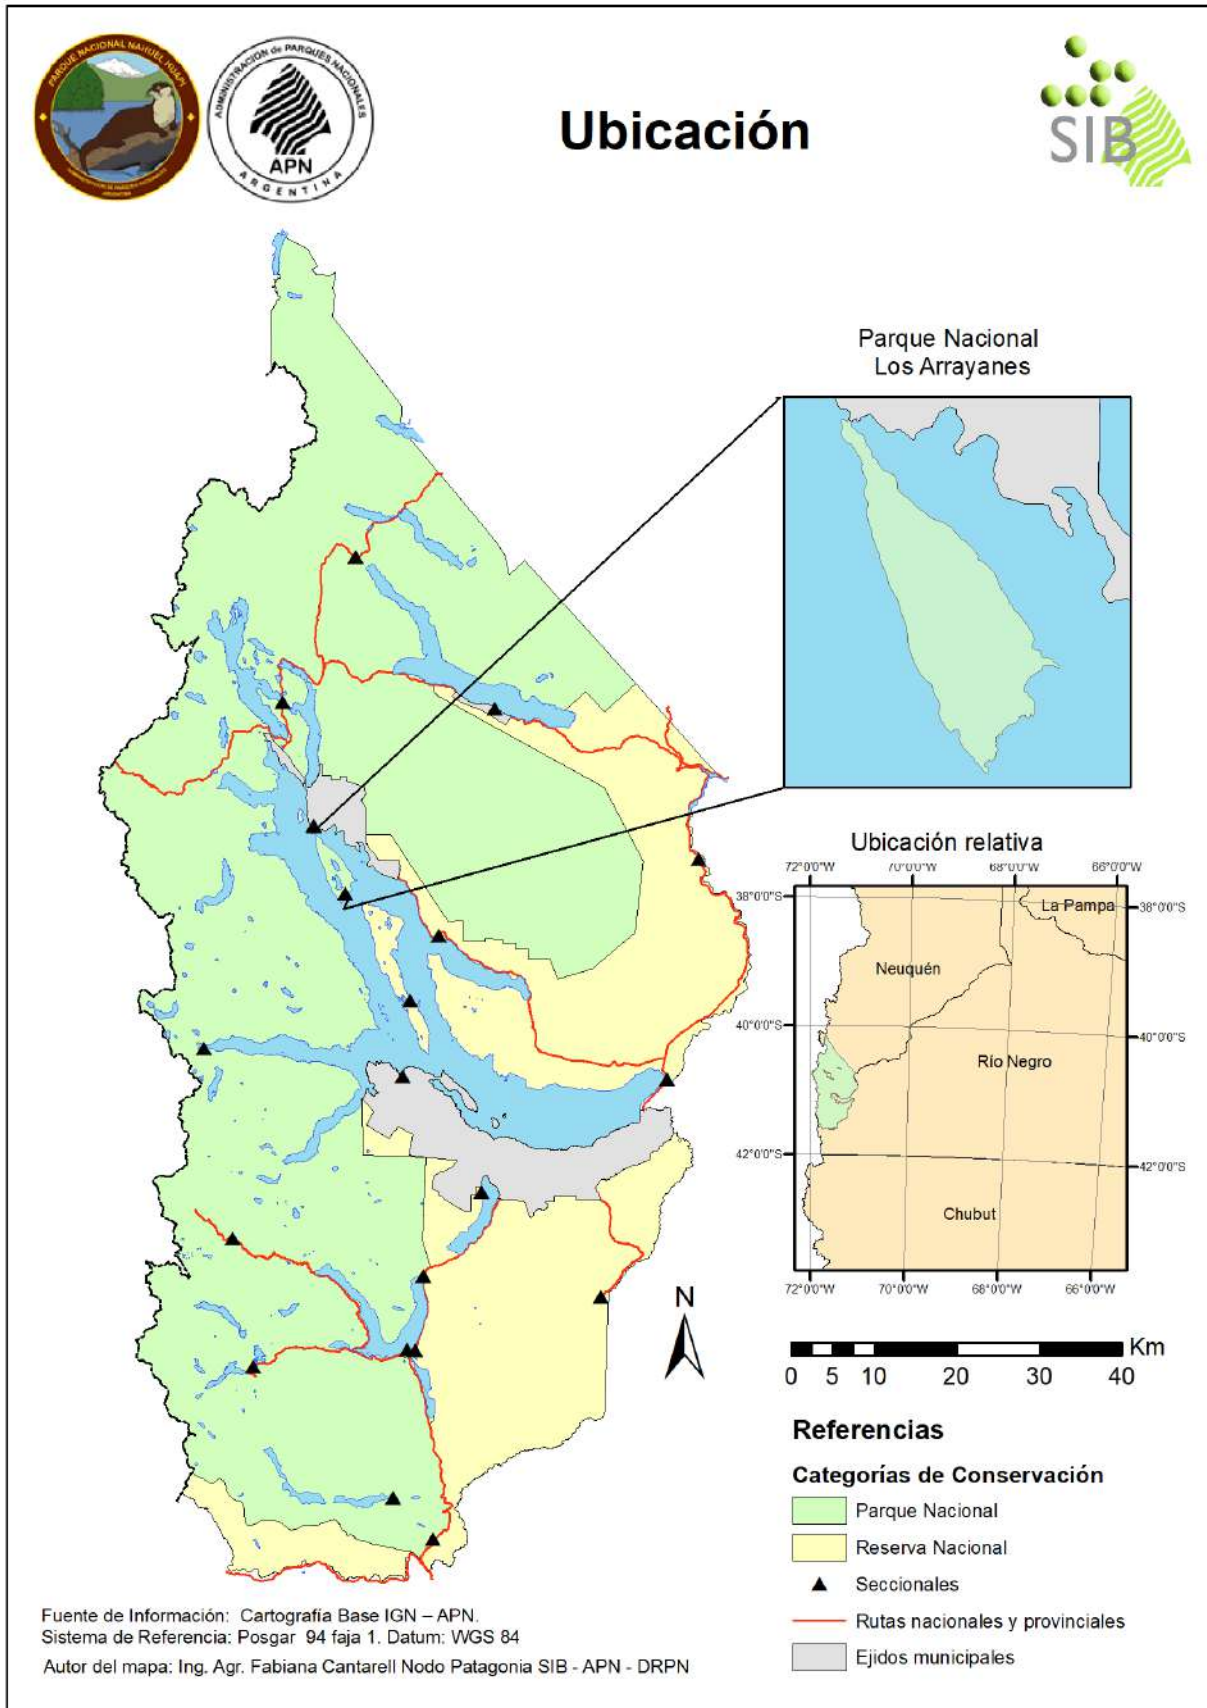 PARQUE NACIONAL NAHUEL HUAPI
ADMINISTRACION de PARQUES NACIONALES
APN
ARGENTINA
Ubicación
SIB
Parque Nacional
Los Arrayanes
Ubicación relativa
72°0'0"W 70°0'0"W 68°0'0"W 66°0'0"W
38°0'0"S
La Pampa
38°0'0"S
Neuquén
40°0'0"S
40°0'0"S
Río Negro
42°0'0"S
42°0'0"S
Chubut
72°0'0"W 70°0'0"W 68°0'0"W 66°0'0"W
N
Km
0 5 10 20 30 40
Referencias
Categorías de Conservación
Parque Nacional
Reserva Nacional
Seccionales
Rutas nacionales y provinciales
Ejidos municipales
Fuente de Información: Cartografía Base IGN – APN.
Sistema de Referencia: Posgar 94 faja 1. Datum: WGS 84
Autor del mapa: Ing. Agr. Fabiana Cantarell Nodo Patagonia SIB - APN - DRPN